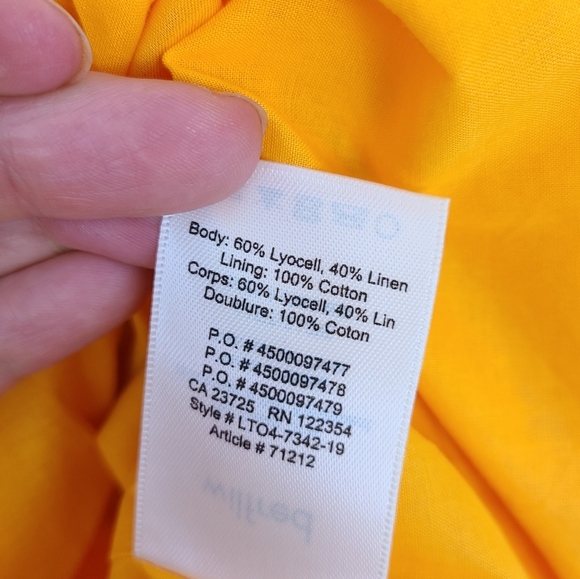 Body: 60% Lyocell, 40% Linen
Lining: 100% Cotton
Corps: 60% Lyocell, 40% Lin
Doublure: 100% Coton
P.O. # 4500097477
P.O. # 4500097478
P.O. # 4500097479
CA 23725 RN 122354
Style # LTO4-7342-19
Article # 71212
wilfred